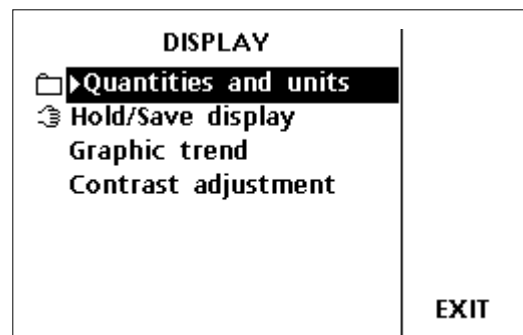 DISPLAY
Quantities and units
Hold/Save display
Graphic trend
Contrast adjustment
EXIT